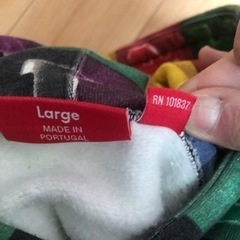 Large
MADE IN
PORTUGAL
RN 101837